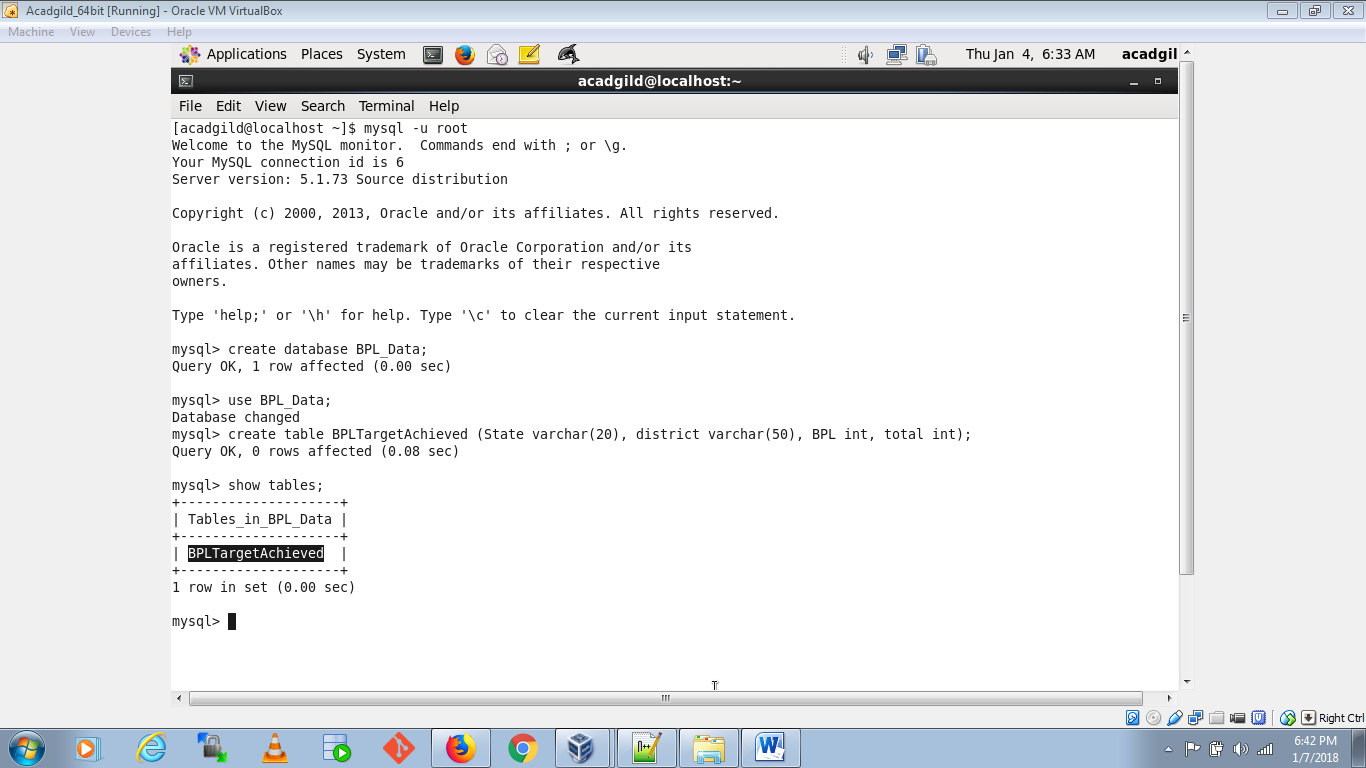 Acadgild_64bit [Running] - Oracle VM VirtualBox
Machine View Devices Help
Applications Places System Thu Jan 4, 6:33 AM acadgil
acadgild@localhost:~
File Edit View Search Terminal Help
[acadgild@localhost ~]$ mysql -u root
Welcome to the MySQL monitor.  Commands end with ; or \g.
Your MySQL connection id is 6
Server version: 5.1.73 Source distribution
Copyright (c) 2000, 2013, Oracle and/or its affiliates. All rights reserved.
Oracle is a registered trademark of Oracle Corporation and/or its
affiliates. Other names may be trademarks of their respective
owners.
Type 'help;' or '\h' for help. Type '\c' to clear the current input statement.
mysql> create database BPL_Data;
Query OK, 1 row affected (0.00 sec)
mysql> use BPL_Data;
Database changed
mysql> create table BPLTargetAchieved (State varchar(20), district varchar(50), BPL int, total int);
Query OK, 0 rows affected (0.08 sec)
mysql> show tables;
+--------------------+
| Tables_in_BPL_Data |
+--------------------+
| BPLTargetAchieved  |
+--------------------+
1 row in set (0.00 sec)
mysql>
Right Ctrl
6:42 PM
1/7/2018